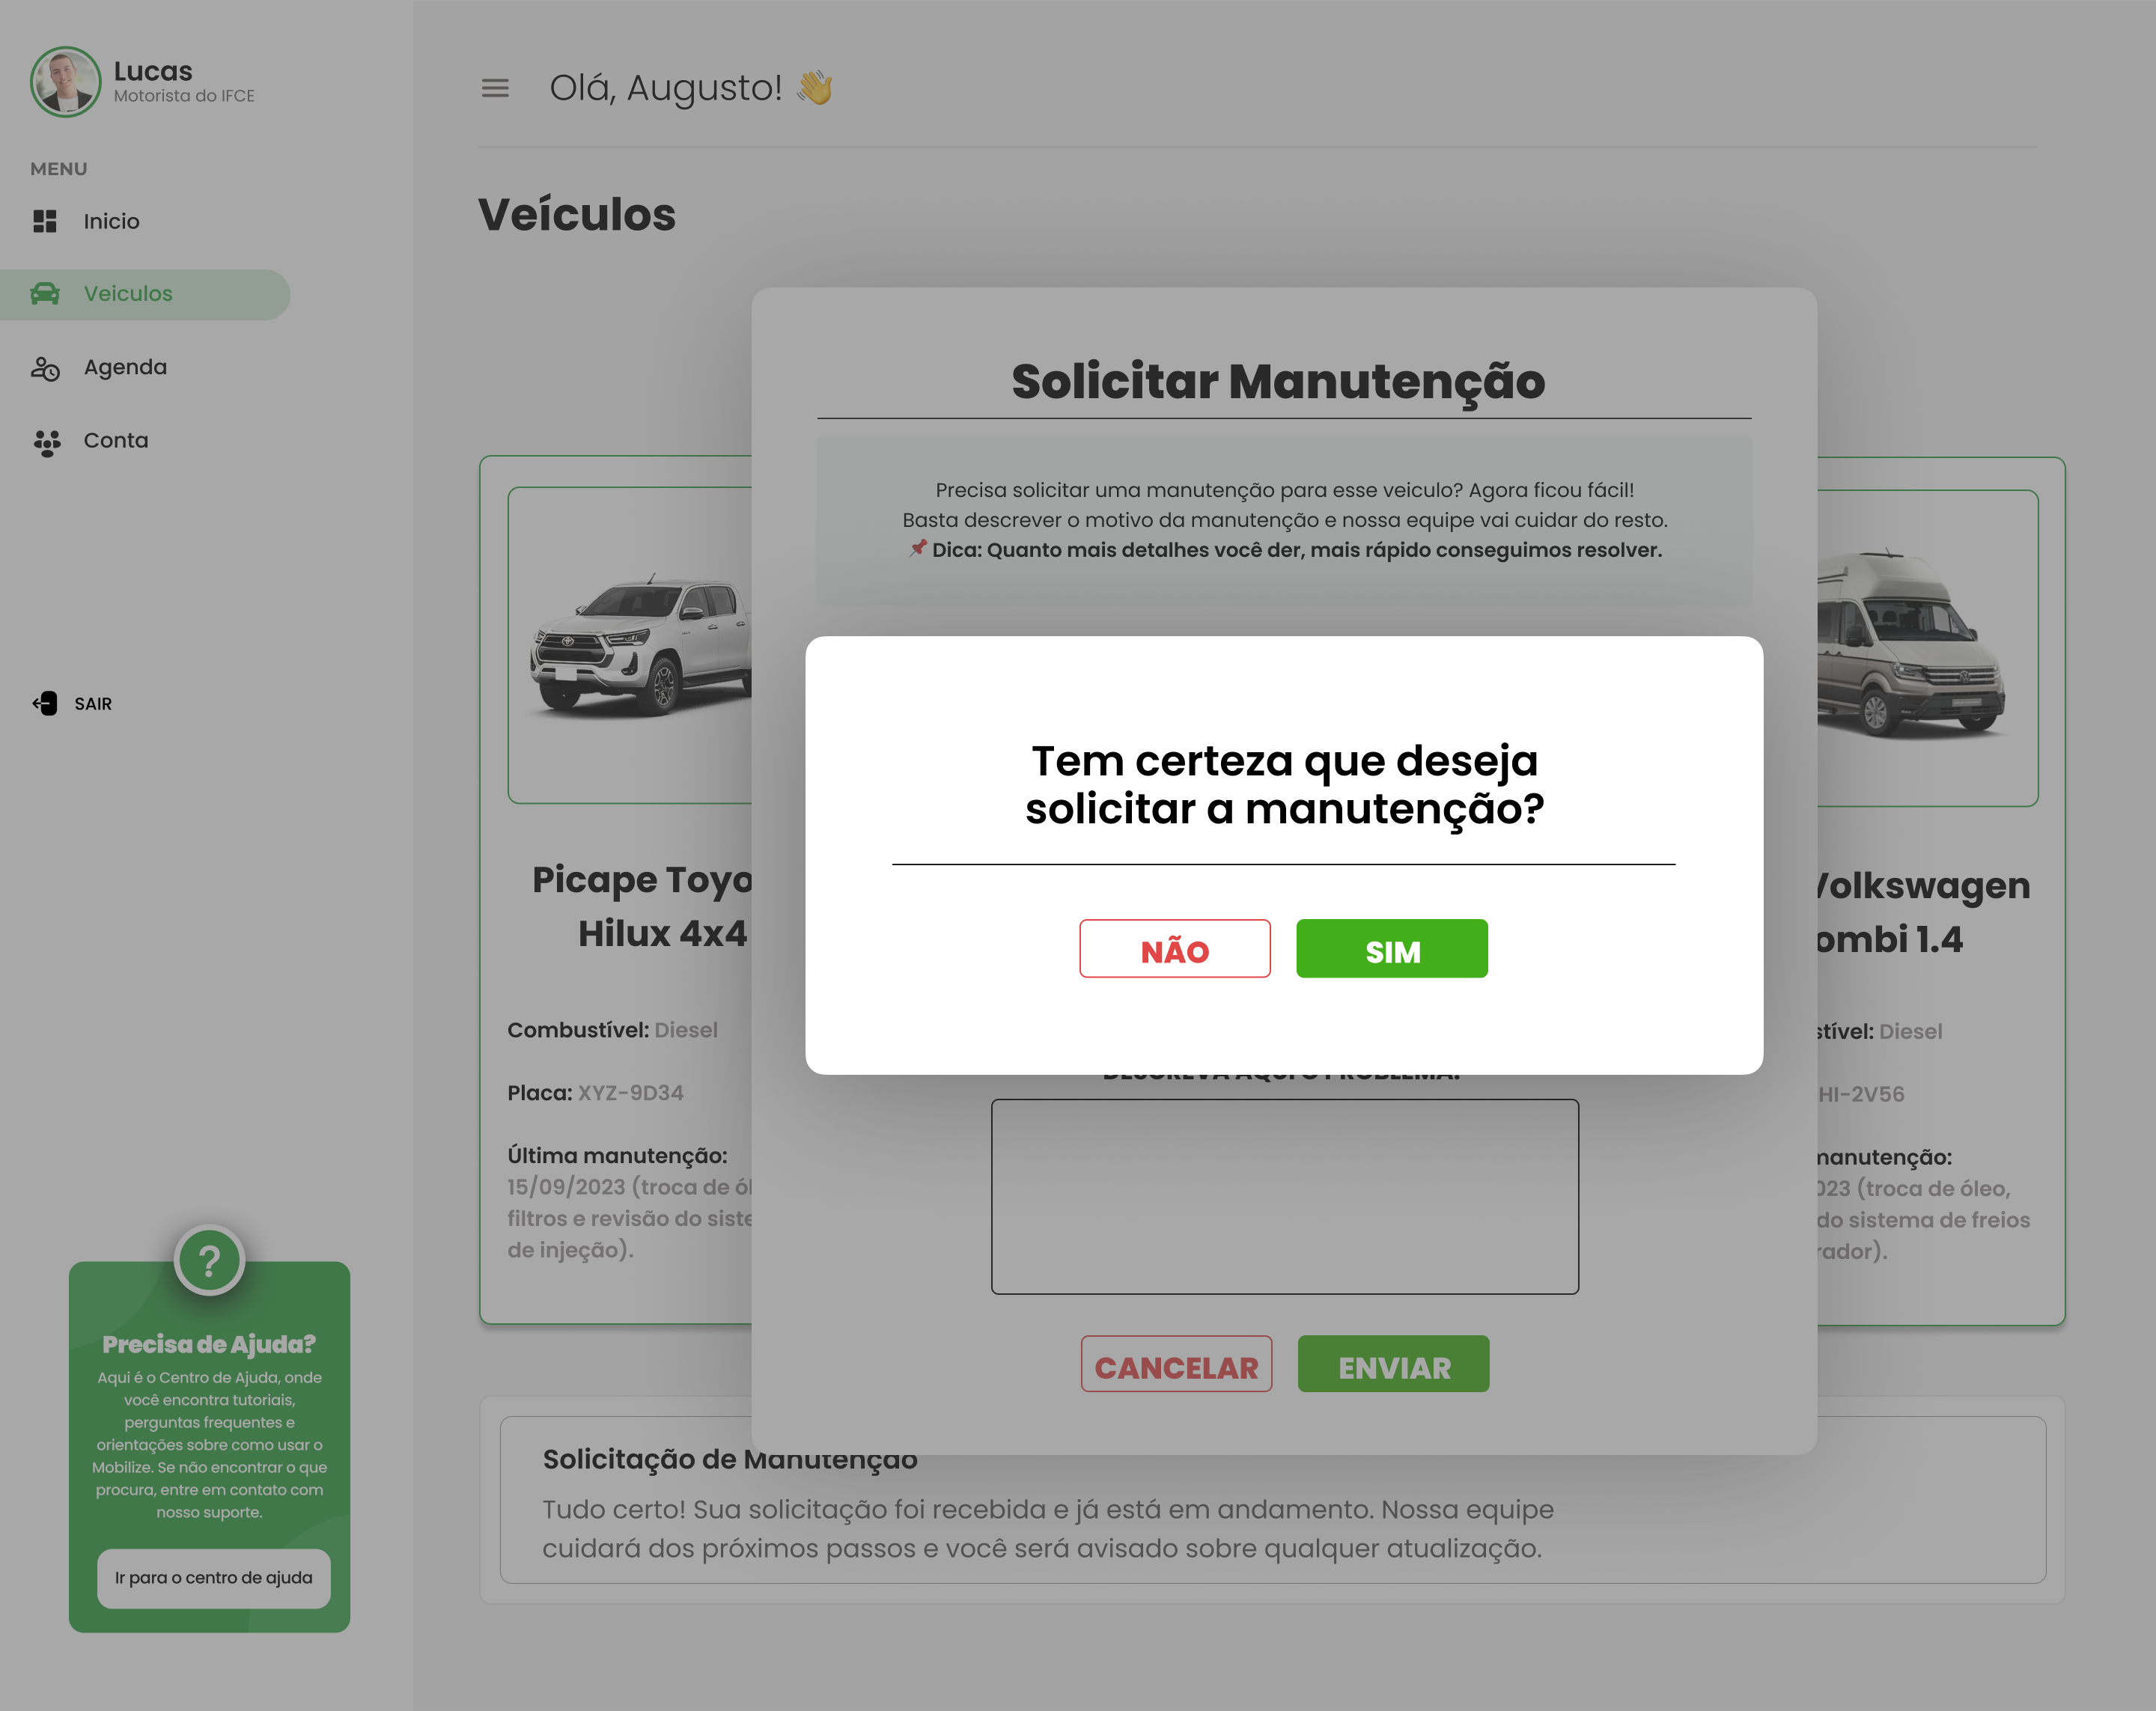 Lucas
Motorista do IFCE
MENU
Inicio
Veiculos
Agenda
Conta
SAIR
Precisa de Ajuda?
Aqui é o Centro de Ajuda, onde
você encontra tutoriais,
perguntas frequentes e
orientações sobre como usar o
Mobilize. Se não encontrar o que
procura, entre em contato com
nosso suporte.
Ir para o centro de ajuda
Olá, Augusto! 👋
Veículos
Solicitar Manutenção
Precisa solicitar uma manutenção para esse veiculo? Agora ficou fácil!
Basta descrever o motivo da manutenção e nossa equipe vai cuidar do resto.
📌 Dica: Quanto mais detalhes você der, mais rápido conseguimos resolver.
Tem certeza que deseja
solicitar a manutenção?
NÃO
SIM
DESCREVA AQUI O PROBLEMA:
CANCELAR
ENVIAR
Picape Toyo
Hilux 4x4
Combustível: Diesel
Placa: XYZ-9D34
Última manutenção:
15/09/2023 (troca de ól
filtros e revisão do siste
de injeção).
Volkswagen
ombi 1.4
stível: Diesel
HI-2V56
manutenção:
023 (troca de óleo,
do sistema de freios
rador).
Solicitação de Manutenção
Tudo certo! Sua solicitação foi recebida e já está em andamento. Nossa equipe
cuidará dos próximos passos e você será avisado sobre qualquer atualização.